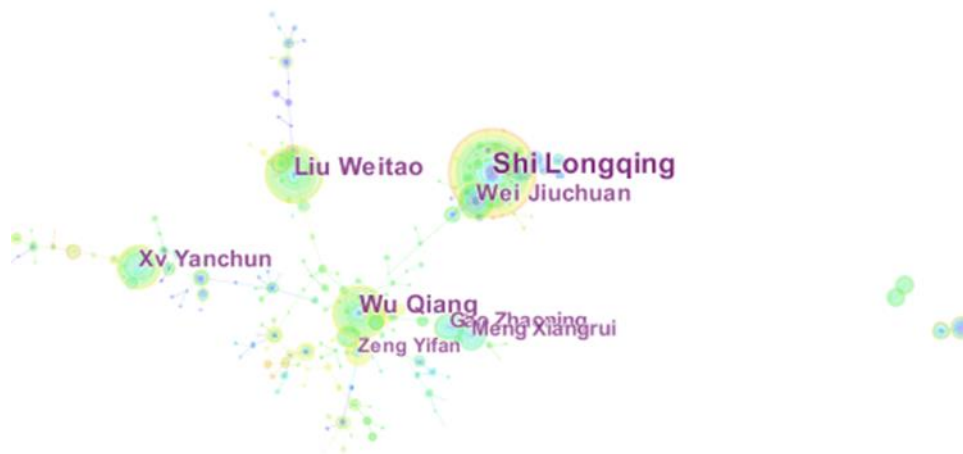 Shi Longqing
Liu Weitao
Wei Jiuchuan
Xv Yanchun
Wu Qiang
Gao Zhaoning
Meng Xiangrui
Zeng Yifan